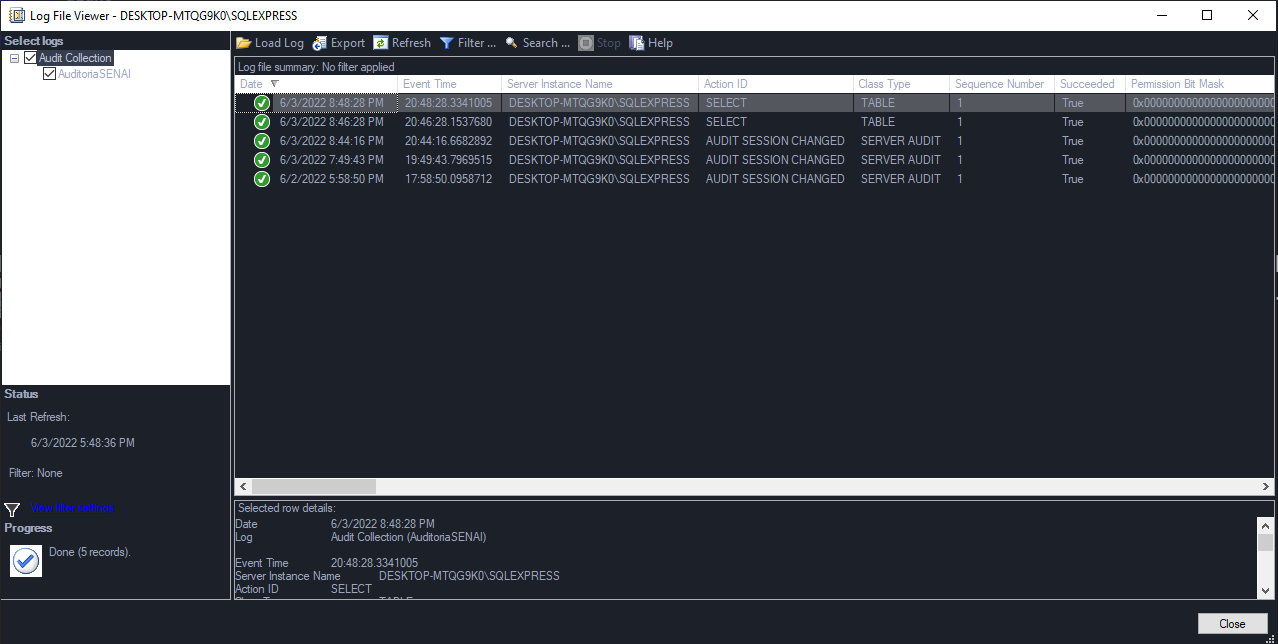 Log File Viewer - DESKTOP-MTQG9K0\SQLEXPRESS
Select logs
Audit Collection
AuditoriaSENAI
Status
Last Refresh:
6/3/2022 5:48:36 PM
Filter: None
View filter settings
Progress
Done (5 records).
Load Log Export Refresh Filter ... Search ... Stop Help
Log file summary: No filter applied
Date Event Time Server Instance Name Action ID Class Type Sequence Number Succeeded Permission Bit Mask
6/3/2022 8:48:28 PM 20:48:28.3341005 DESKTOP-MTQG9K0\SQLEXPRESS SELECT TABLE 1 True
6/3/2022 8:46:28 PM 20:46:28.1537680 DESKTOP-MTQG9K0\SQLEXPRESS SELECT TABLE 1 True
6/3/2022 8:44:16 PM 20:44:16.6682892 DESKTOP-MTQG9K0\SQLEXPRESS AUDIT SESSION CHANGED SERVER AUDIT 1 True
6/3/2022 7:49:43 PM 19:49:43.7969515 DESKTOP-MTQG9K0\SQLEXPRESS AUDIT SESSION CHANGED SERVER AUDIT 1 True
6/2/2022 5:58:50 PM 17:58:50.0958712 DESKTOP-MTQG9K0\SQLEXPRESS AUDIT SESSION CHANGED SERVER AUDIT 1 True
Selected row details:
Date 6/3/2022 8:48:28 PM
Log Audit Collection (AuditoriaSENAI)
Event Time 20:48:28.3341005
Server Instance Name DESKTOP-MTQG9K0\SQLEXPRESS
Action ID SELECT
Close